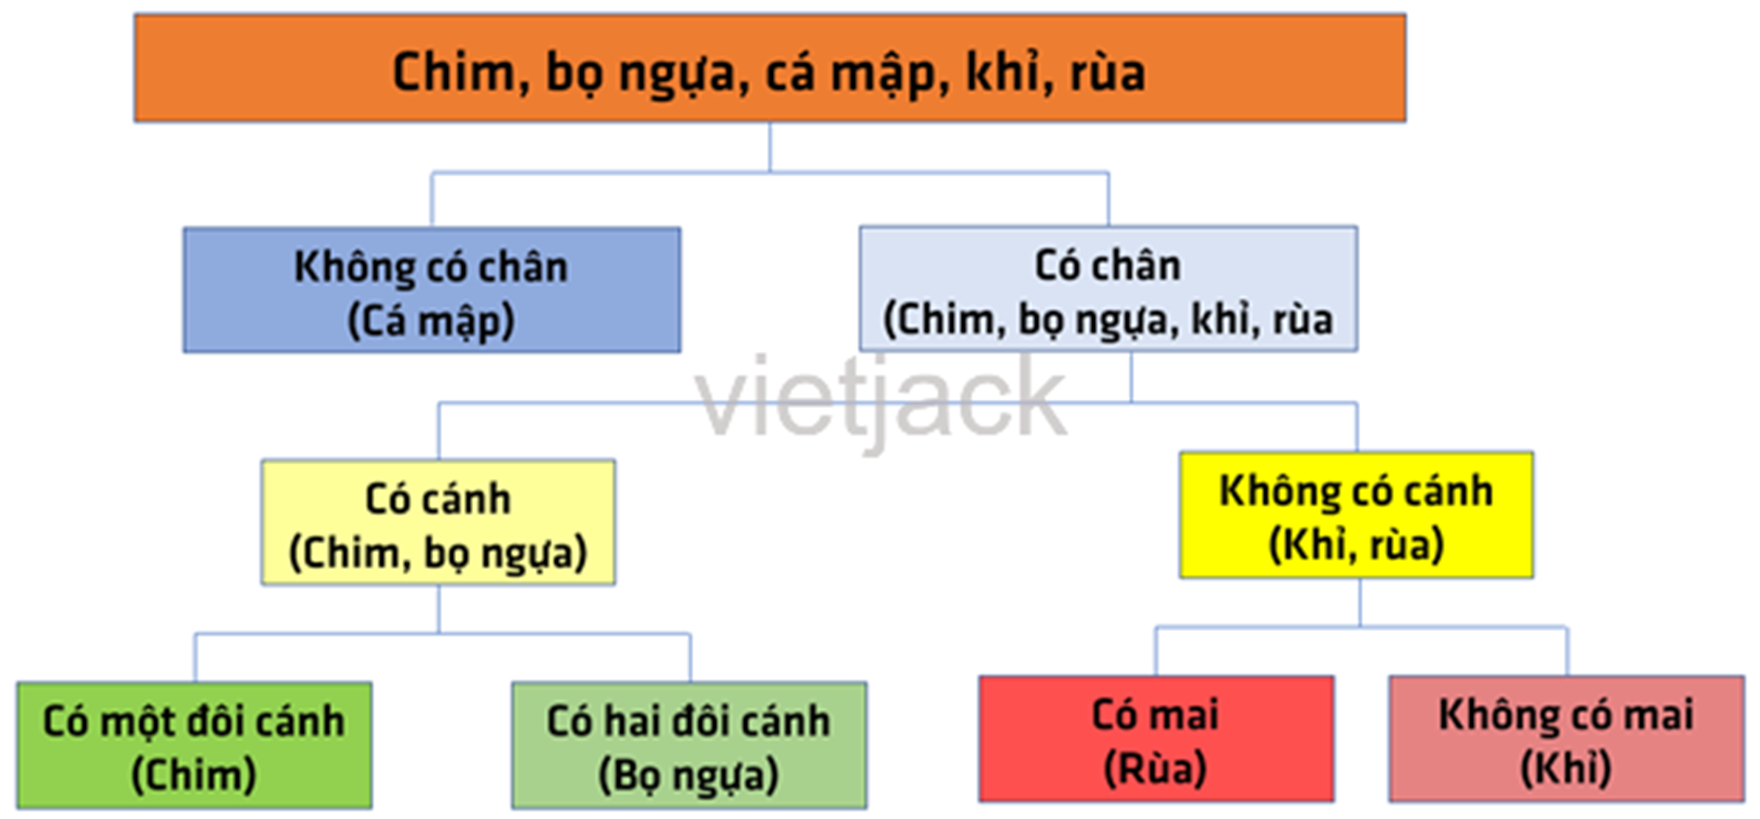 Chim, bọ ngựa, cá mập, khỉ, rùa
Không có chân
(Cá mập)
Có chân
(Chim, bọ ngựa, khỉ, rùa
vietjack
Có cánh
(Chim, bọ ngựa)
Không có cánh
(Khỉ, rùa)
Có một đôi cánh
(Chim)
Có hai đôi cánh
(Bọ ngựa)
Có mai
(Rùa)
Không có mai
(Khỉ)